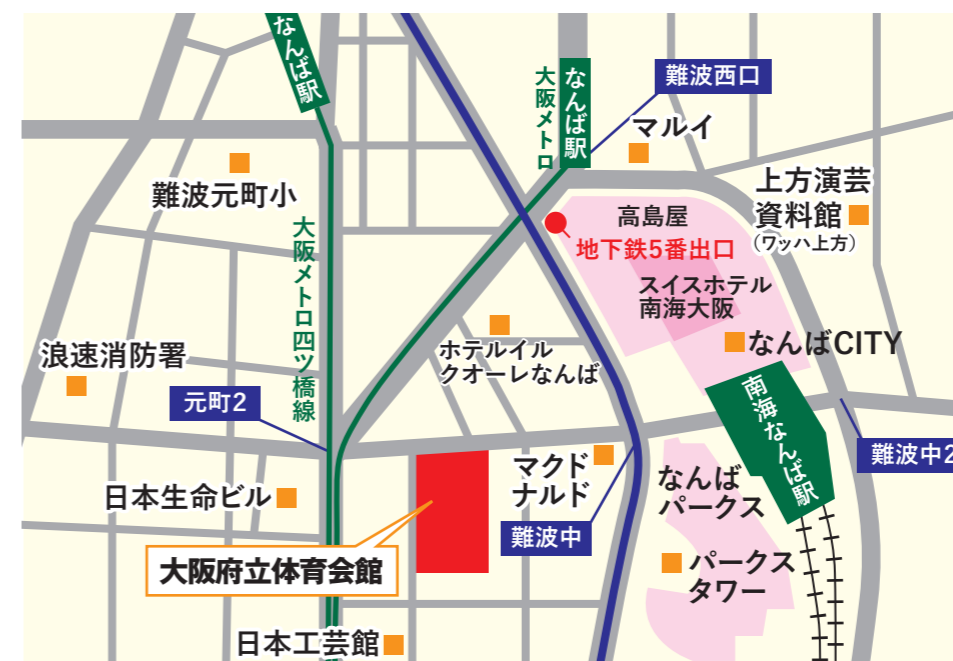 なんば駅
大阪メトロ
なんば駅
難波西口
マルイ
難波元町小
上方演芸
資料館
(ワッハ上方)
高島屋
地下鉄5番出口
大阪メトロ四ツ橋線
スイスホテル
南海大阪
なんばCITY
ホテルイル
クオーレなんば
浪速消防署
元町2
南海なんば駅
難波中2
マクド
ナルド
なんば
パークス
日本生命ビル
難波中
大阪府立体育会館
パークス
タワー
日本工芸館